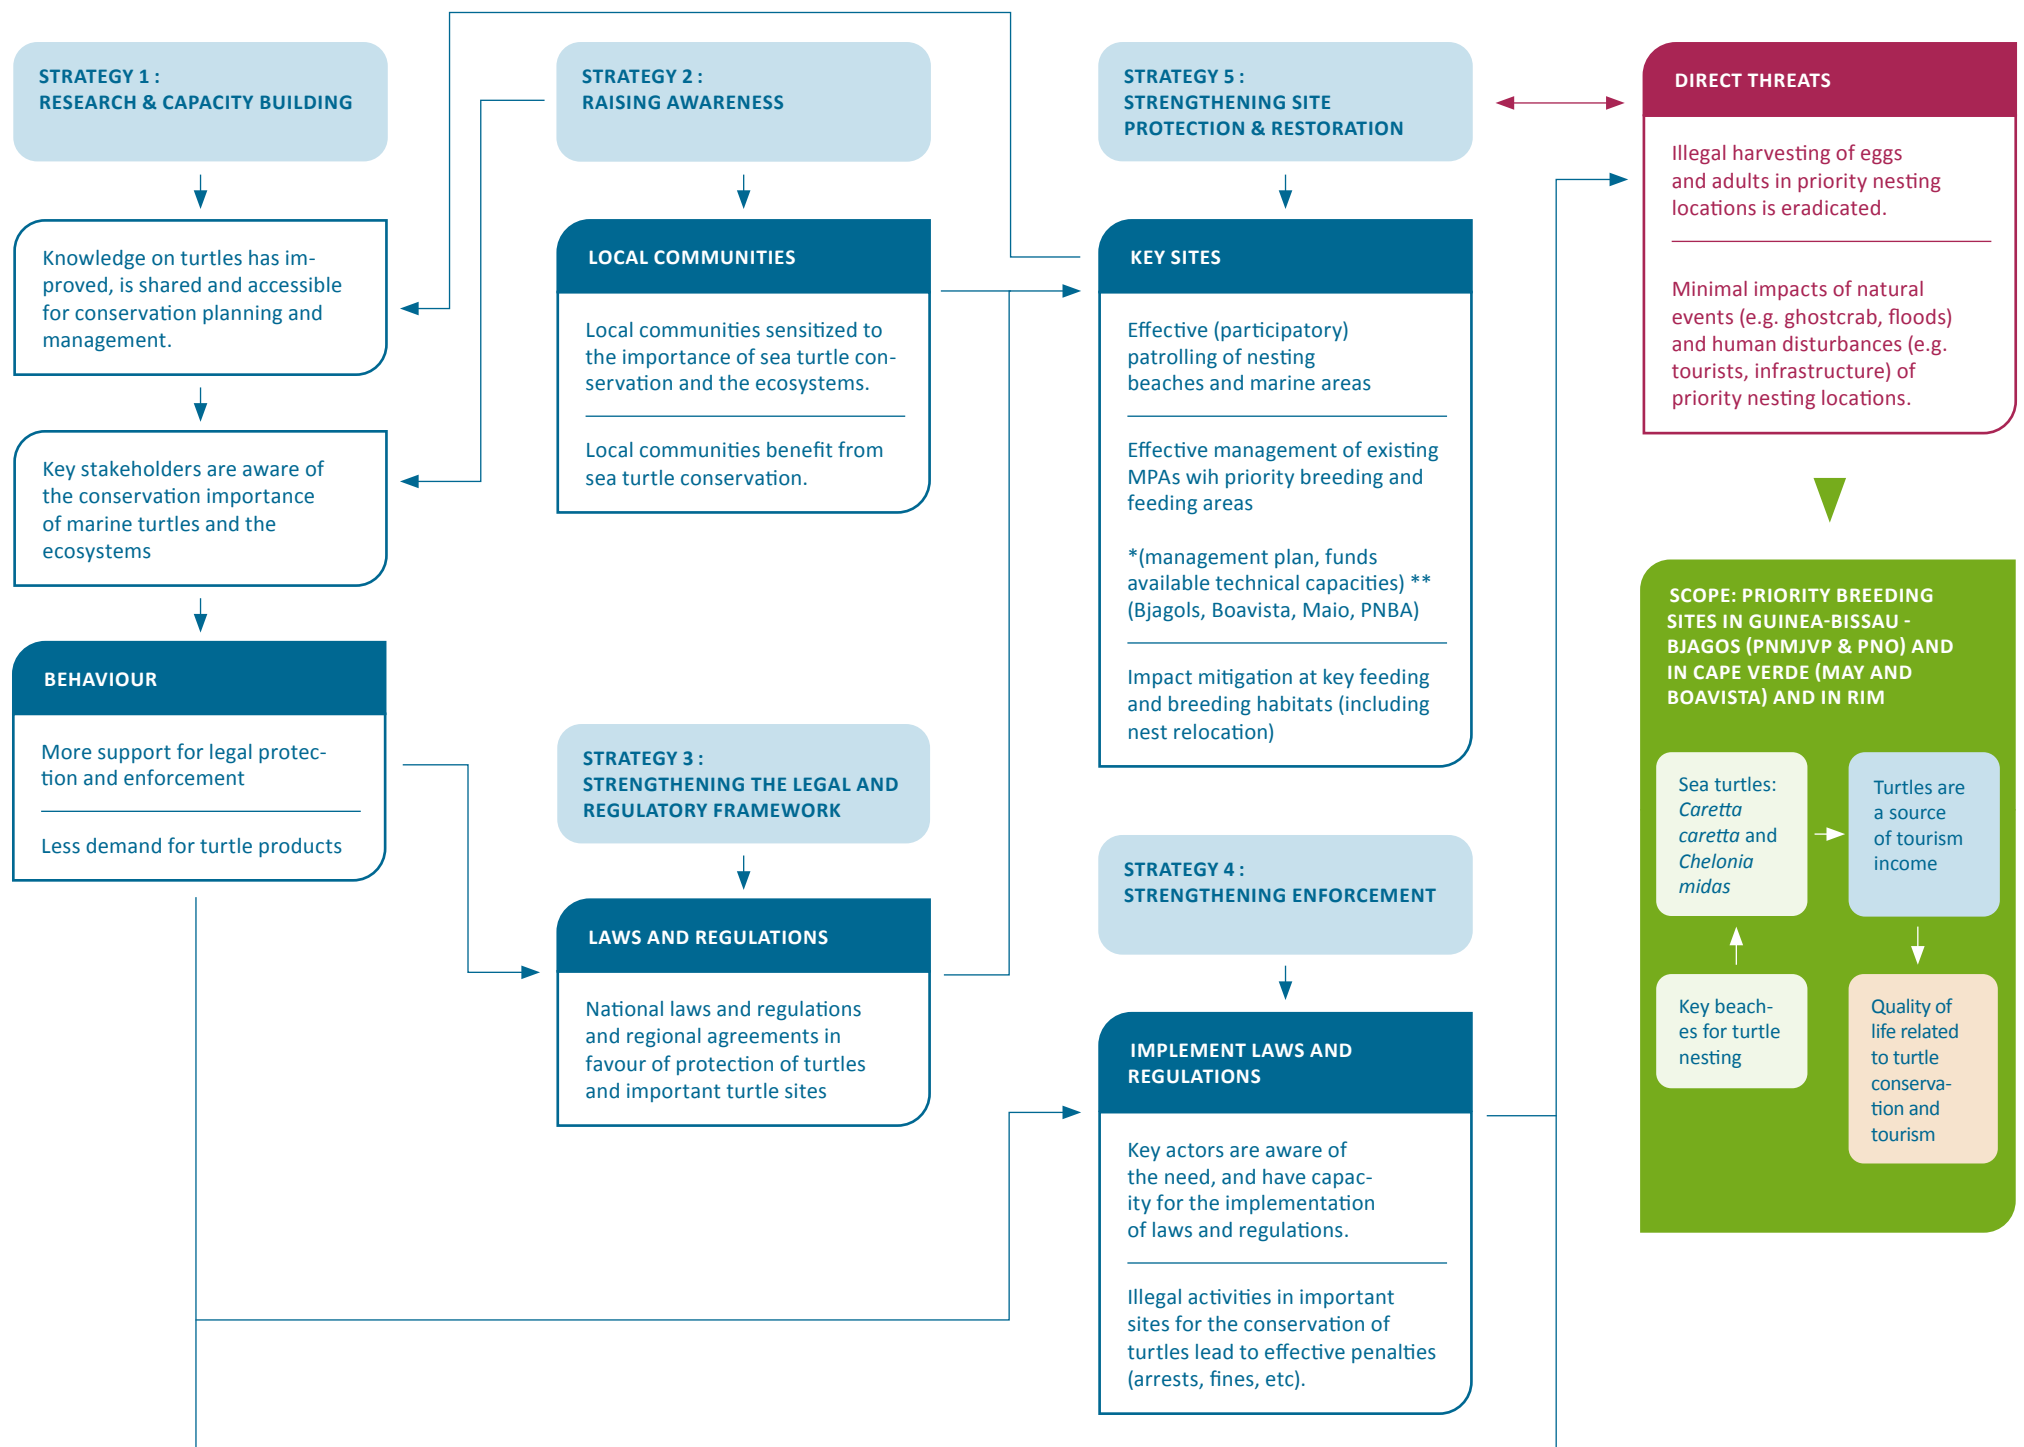 STRATEGY 1 :
RESEARCH & CAPACITY BUILDING
Knowledge on turtles has im-
proved, is shared and accessible
for conservation planning and
management.
Key stakeholders are aware of
the conservation importance
of marine turtles and the
ecosystems
BEHAVIOUR
More support for legal protec-
tion and enforcement
Less demand for turtle products
STRATEGY 2 :
RAISING AWARENESS
LOCAL COMMUNITIES
Local communities sensitized to
the importance of sea turtle con-
servation and the ecosystems.
Local communities benefit from
sea turtle conservation.
STRATEGY 3 :
STRENGTHENING THE LEGAL AND
REGULATORY FRAMEWORK
LAWS AND REGULATIONS
National laws and regulations
and regional agreements in
favour of protection of turtles
and important turtle sites
STRATEGY 5 :
STRENGTHENING SITE
PROTECTION & RESTORATION
KEY SITES
Effective (participatory)
patrolling of nesting
beaches and marine areas
Effective management of existing
MPAs wih priority breeding and
feeding areas
*(management plan, funds
available technical capacities) **
(Bjagols, Boavista, Maio, PNBA)
Impact mitigation at key feeding
and breeding habitats (including
nest relocation)
STRATEGY 4 :
STRENGTHENING ENFORCEMENT
IMPLEMENT LAWS AND
REGULATIONS
Key actors are aware of
the need, and have capac-
ity for the implementation
of laws and regulations.
Illegal activities in important
sites for the conservation of
turtles lead to effective penalties
(arrests, fines, etc).
DIRECT THREATS
Illegal harvesting of eggs
and adults in priority nesting
locations is eradicated.
Minimal impacts of natural
events (e.g. ghostcrab, floods)
and human disturbances (e.g.
tourists, infrastructure) of
priority nesting locations.
SCOPE: PRIORITY BREEDING
SITES IN GUINEA-BISSAU -
BJAGOS (PNMJVP & PNO) AND
IN CAPE VERDE (MAY AND
BOAVISTA) AND IN RIM
Sea turtles:
Caretta
caretta and
Chelonia
midas
Turtles are
a source
of tourism
income
Key beach-
es for turtle
nesting
Quality of
life related
to turtle
conserva-
tion and
tourism